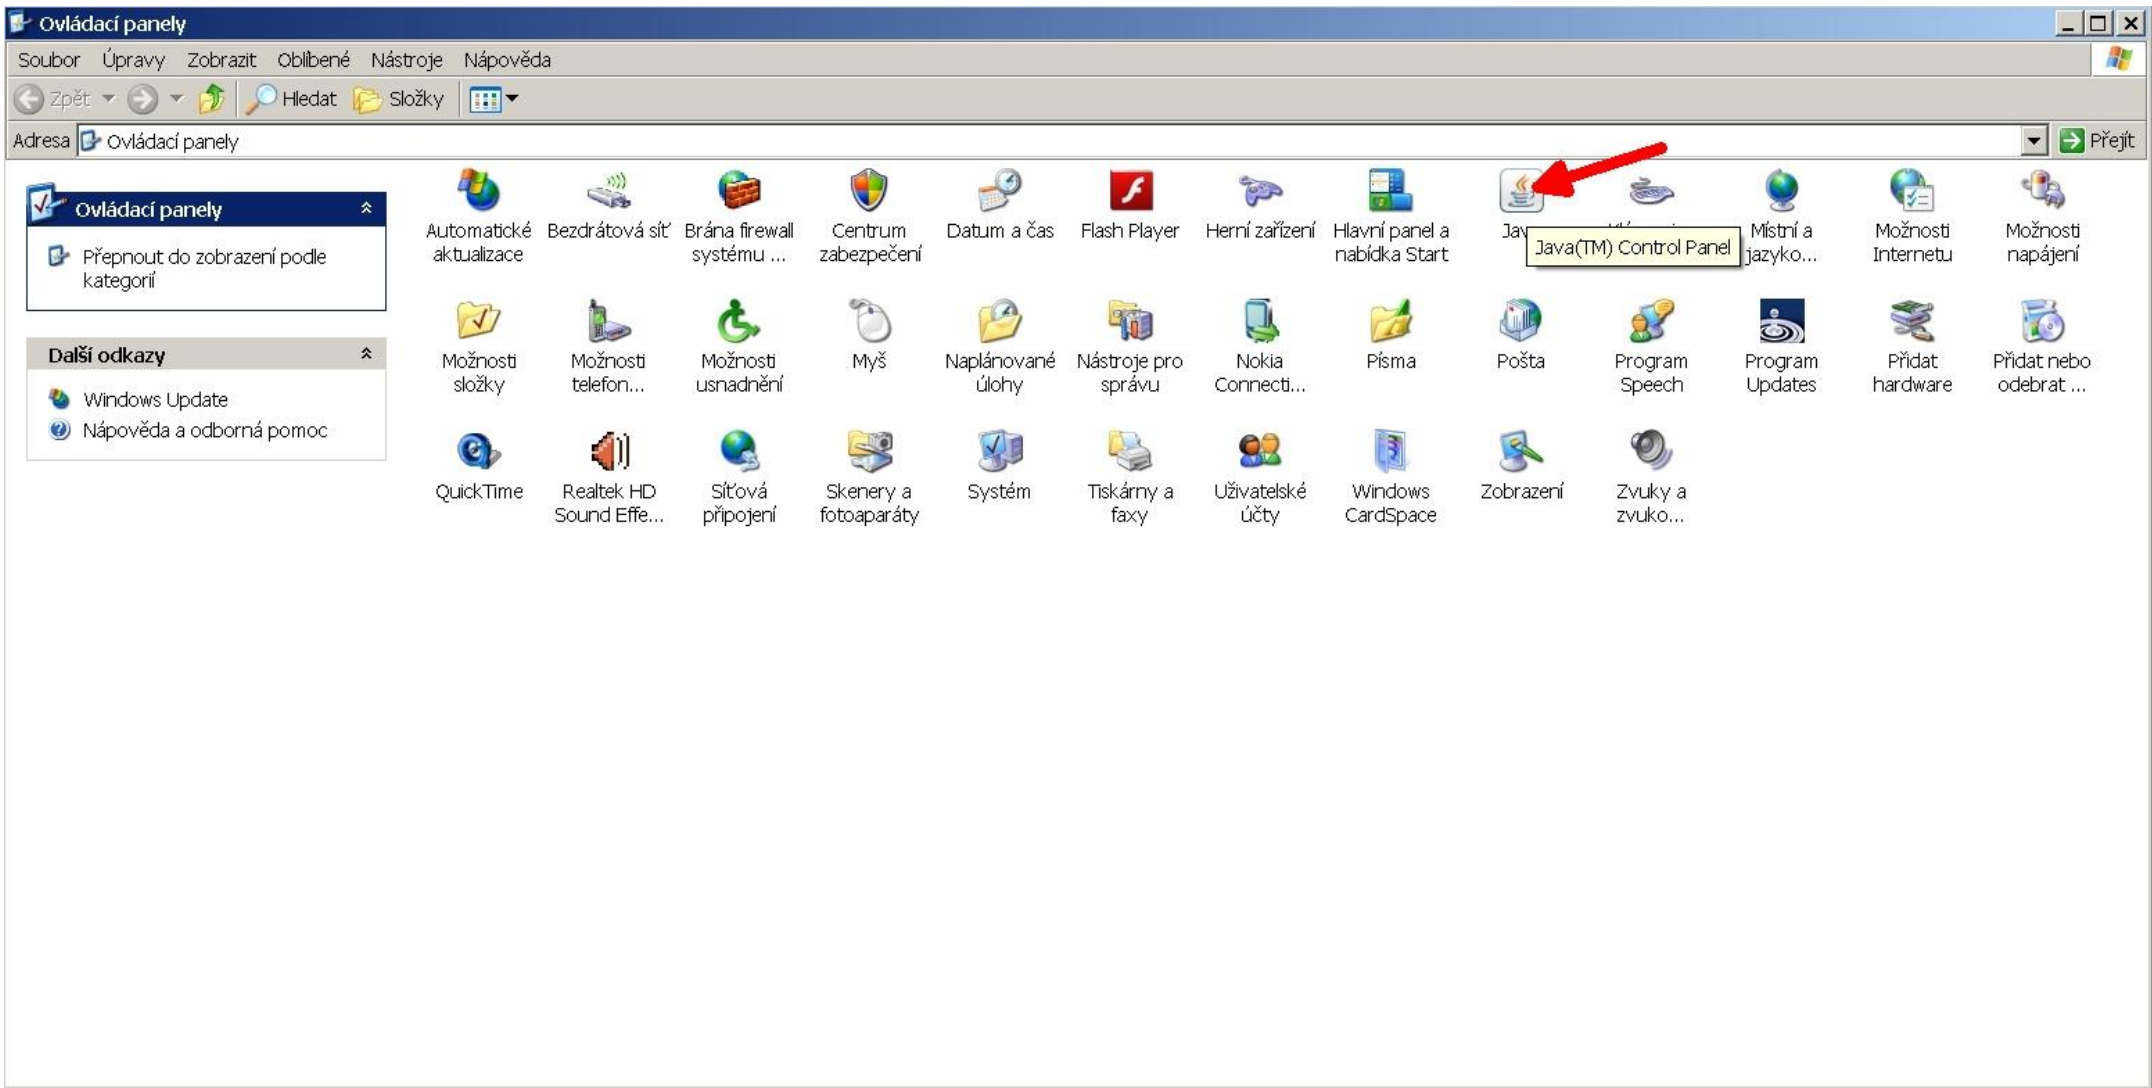 Ovládací panely
Soubor Úpravy Zobrazit Oblíbené Nástroje Nápověda
Zpět Hledat Složky
Adresa Ovládací panely Přejít
Ovládací panely
Přepnout do zobrazení podle
kategorií
Další odkazy
Windows Update
Nápověda a odborná pomoc
Automatické
aktualizace
Bezdrátová síť
Brána firewall
systému ...
Centrum
zabezpečení
Datum a čas
Flash Player
Herní zařízení
Hlavní panel a
nabídka Start
Java(TM) Control Panel
Místní a
jazyko...
Možnosti
Internetu
Možnosti
napájení
Možnosti
složky
Možnosti
telefon...
Možnosti
usnadnění
Myš
Naplánované
úlohy
Nástroje pro
správu
Nokia
Connecti...
Písma
Pošta
Program
Speech
Program
Updates
Přidat
hardware
Přidat nebo
odebrat ...
QuickTime
Realtek HD
Sound Effe...
Síťová
připojení
Skenery a
fotoaparáty
Systém
Tiskárny a
faxy
Uživatelské
účty
Windows
CardSpace
Zobrazení
Zvuky a
zvuko...